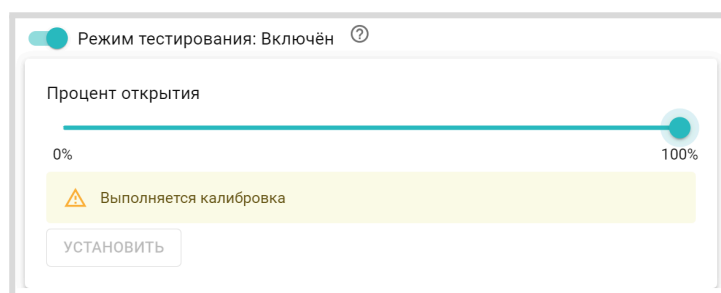 Режим тестирования: Включён
Процент открытия
0% 100%
Выполняется калибровка
УСТАНОВИТЬ